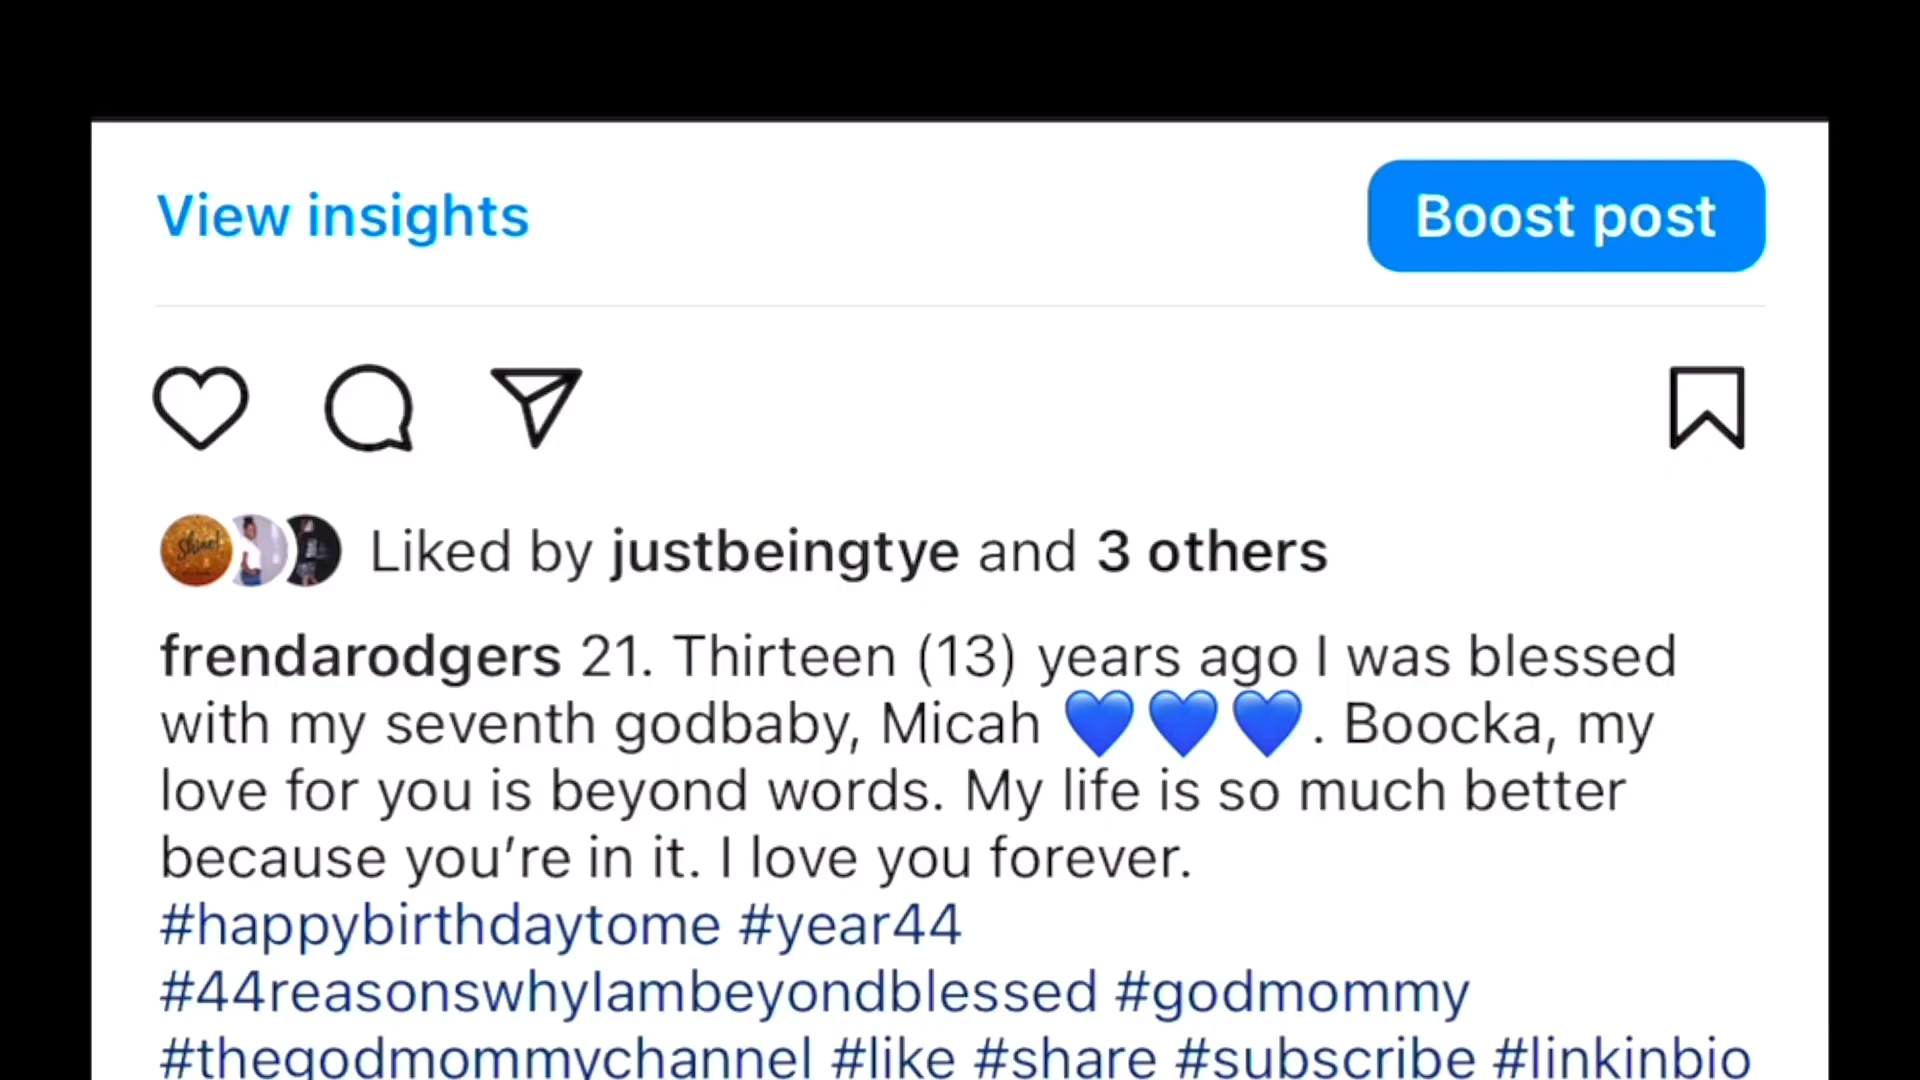 View insights
Boost post
Shine!
Liked by justbeingtye and 3 others
frendarodgers 21. Thirteen (13) years ago I was blessed
with my seventh godbaby, Micah 💙💙💙. Boocka, my
love for you is beyond words. My life is so much better
because you’re in it. I love you forever.
#happybirthdaytome #year44
#44reasonswhyIambeyondblessed #godmommy
#thegodmommychannel #like #share #subscribe #linkinbio